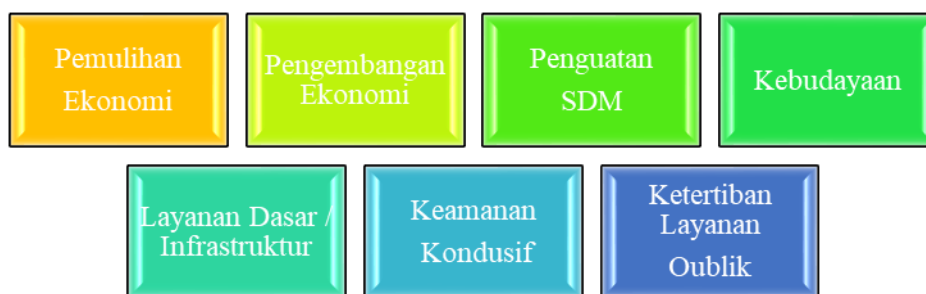 Pemulihan
Ekonomi
Pengembangan
Ekonomi
Penguatan
SDM
Kebudayaan
Layanan Dasar /
Infrastruktur
Keamanan
Kondusif
Ketertiban
Layanan
Oublik